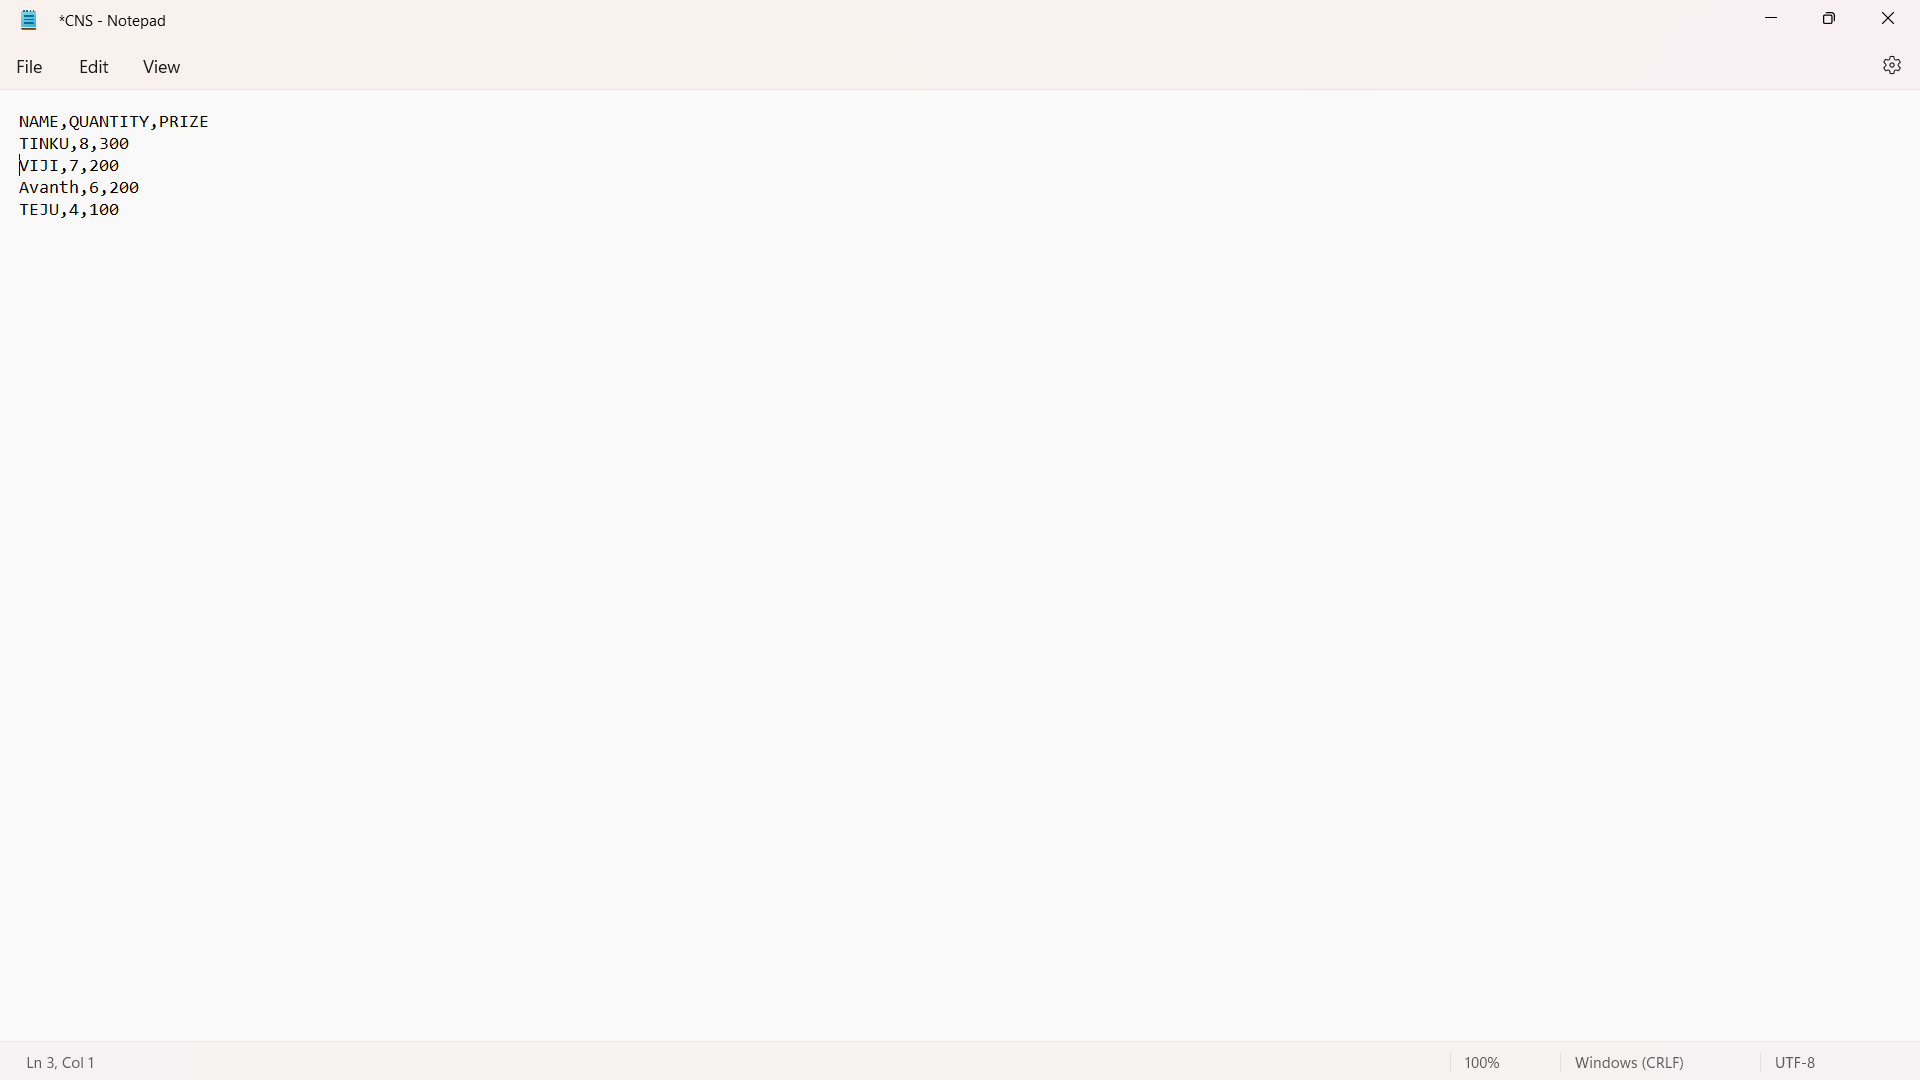 *CNS - Notepad
File Edit View
NAME,QUANTITY,PRIZE
TINKU,8,300
VIJI,7,200
Avanth,6,200
TEJU,4,100
Ln 3, Col 1 100% Windows (CRLF) UTF-8